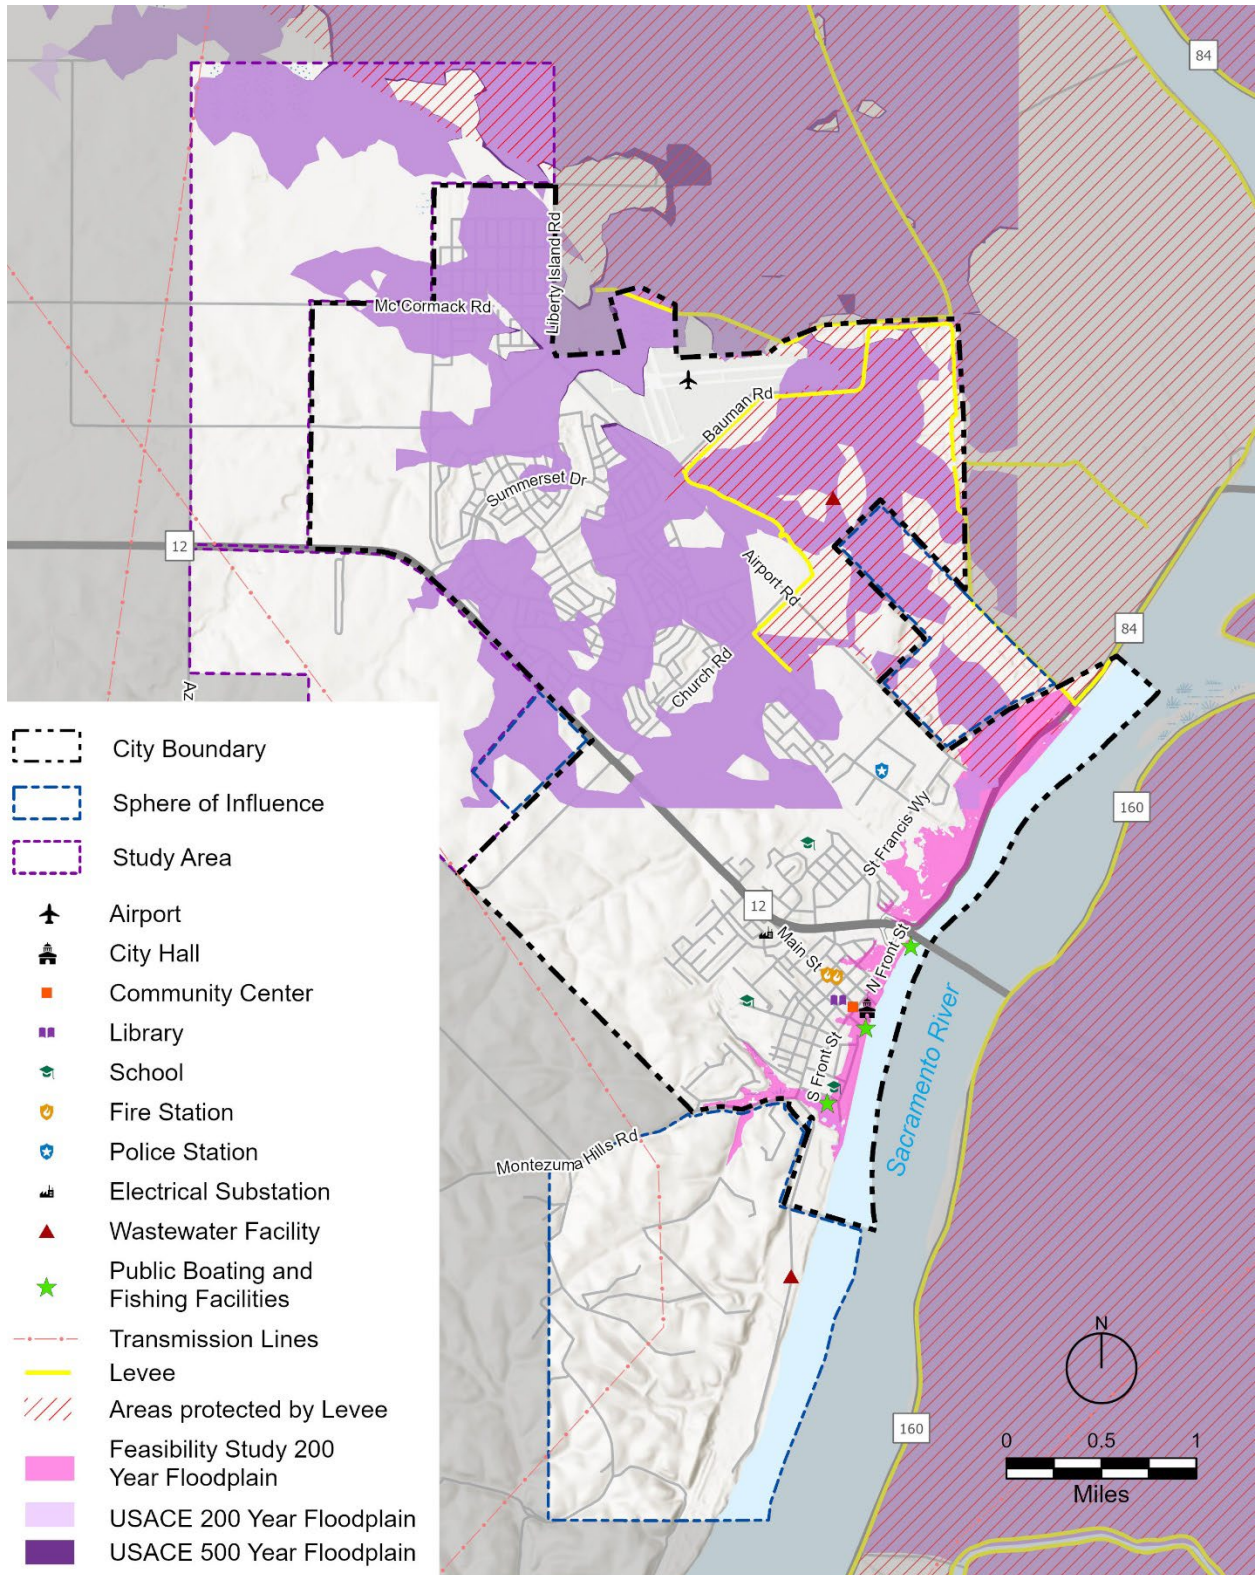 84
Liberty Island Rd
Mc Cormack Rd
Bauman Rd
Summerset Dr
12
Airport Rd
84
Church Rd
Az
160
St Francis Wy
12
Main St
N Front St
S Front St
Sacramento River
Montezuma Hills Rd
160
City Boundary
Sphere of Influence
Study Area
Airport
City Hall
Community Center
Library
School
Fire Station
Police Station
Electrical Substation
Wastewater Facility
Public Boating and
Fishing Facilities
Transmission Lines
Levee
Areas protected by Levee
Feasibility Study 200
Year Floodplain
USACE 200 Year Floodplain
USACE 500 Year Floodplain
N
0 0.5 1
Miles